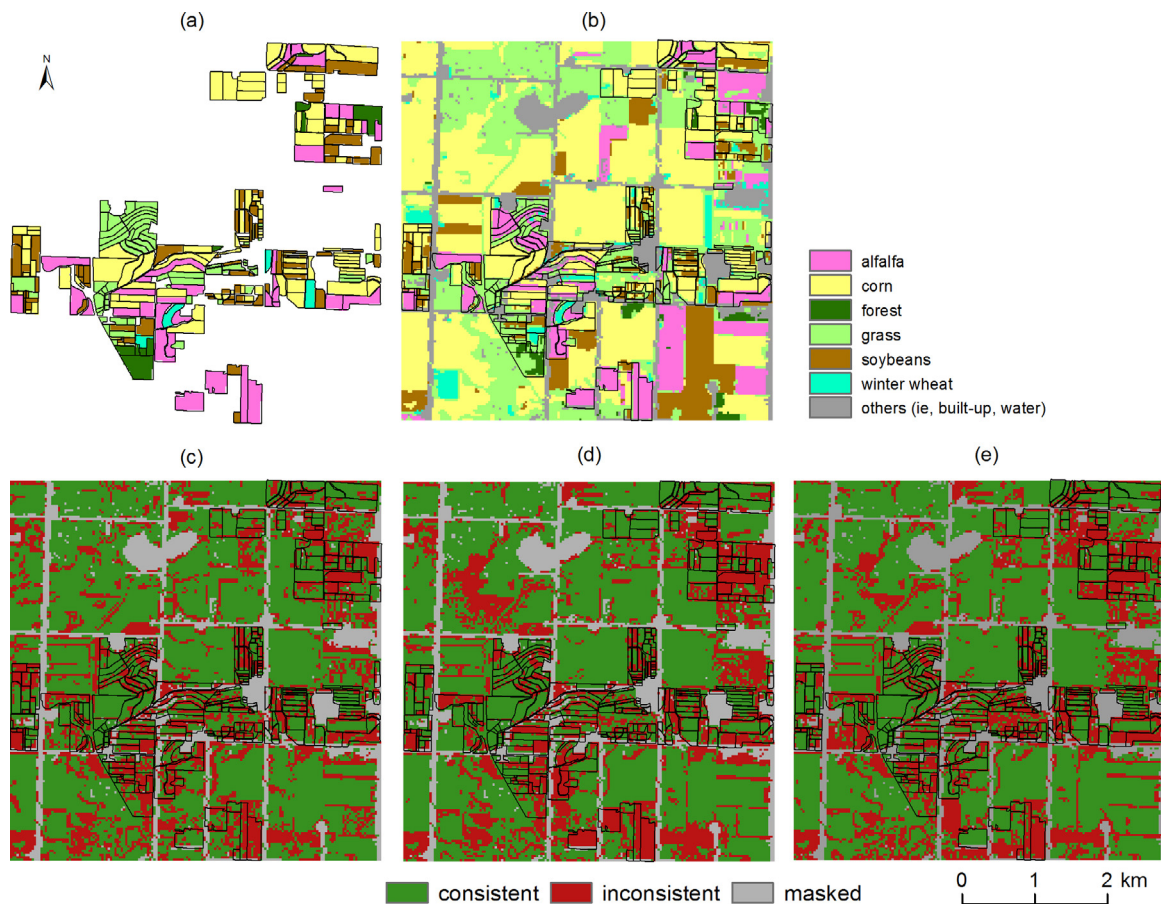 (a)
(b)
N
alfalfa
corn
forest
grass
soybeans
winter wheat
others (ie, built-up, water)
(c)
(d)
(e)
consistent
inconsistent
masked
0 1 2 km